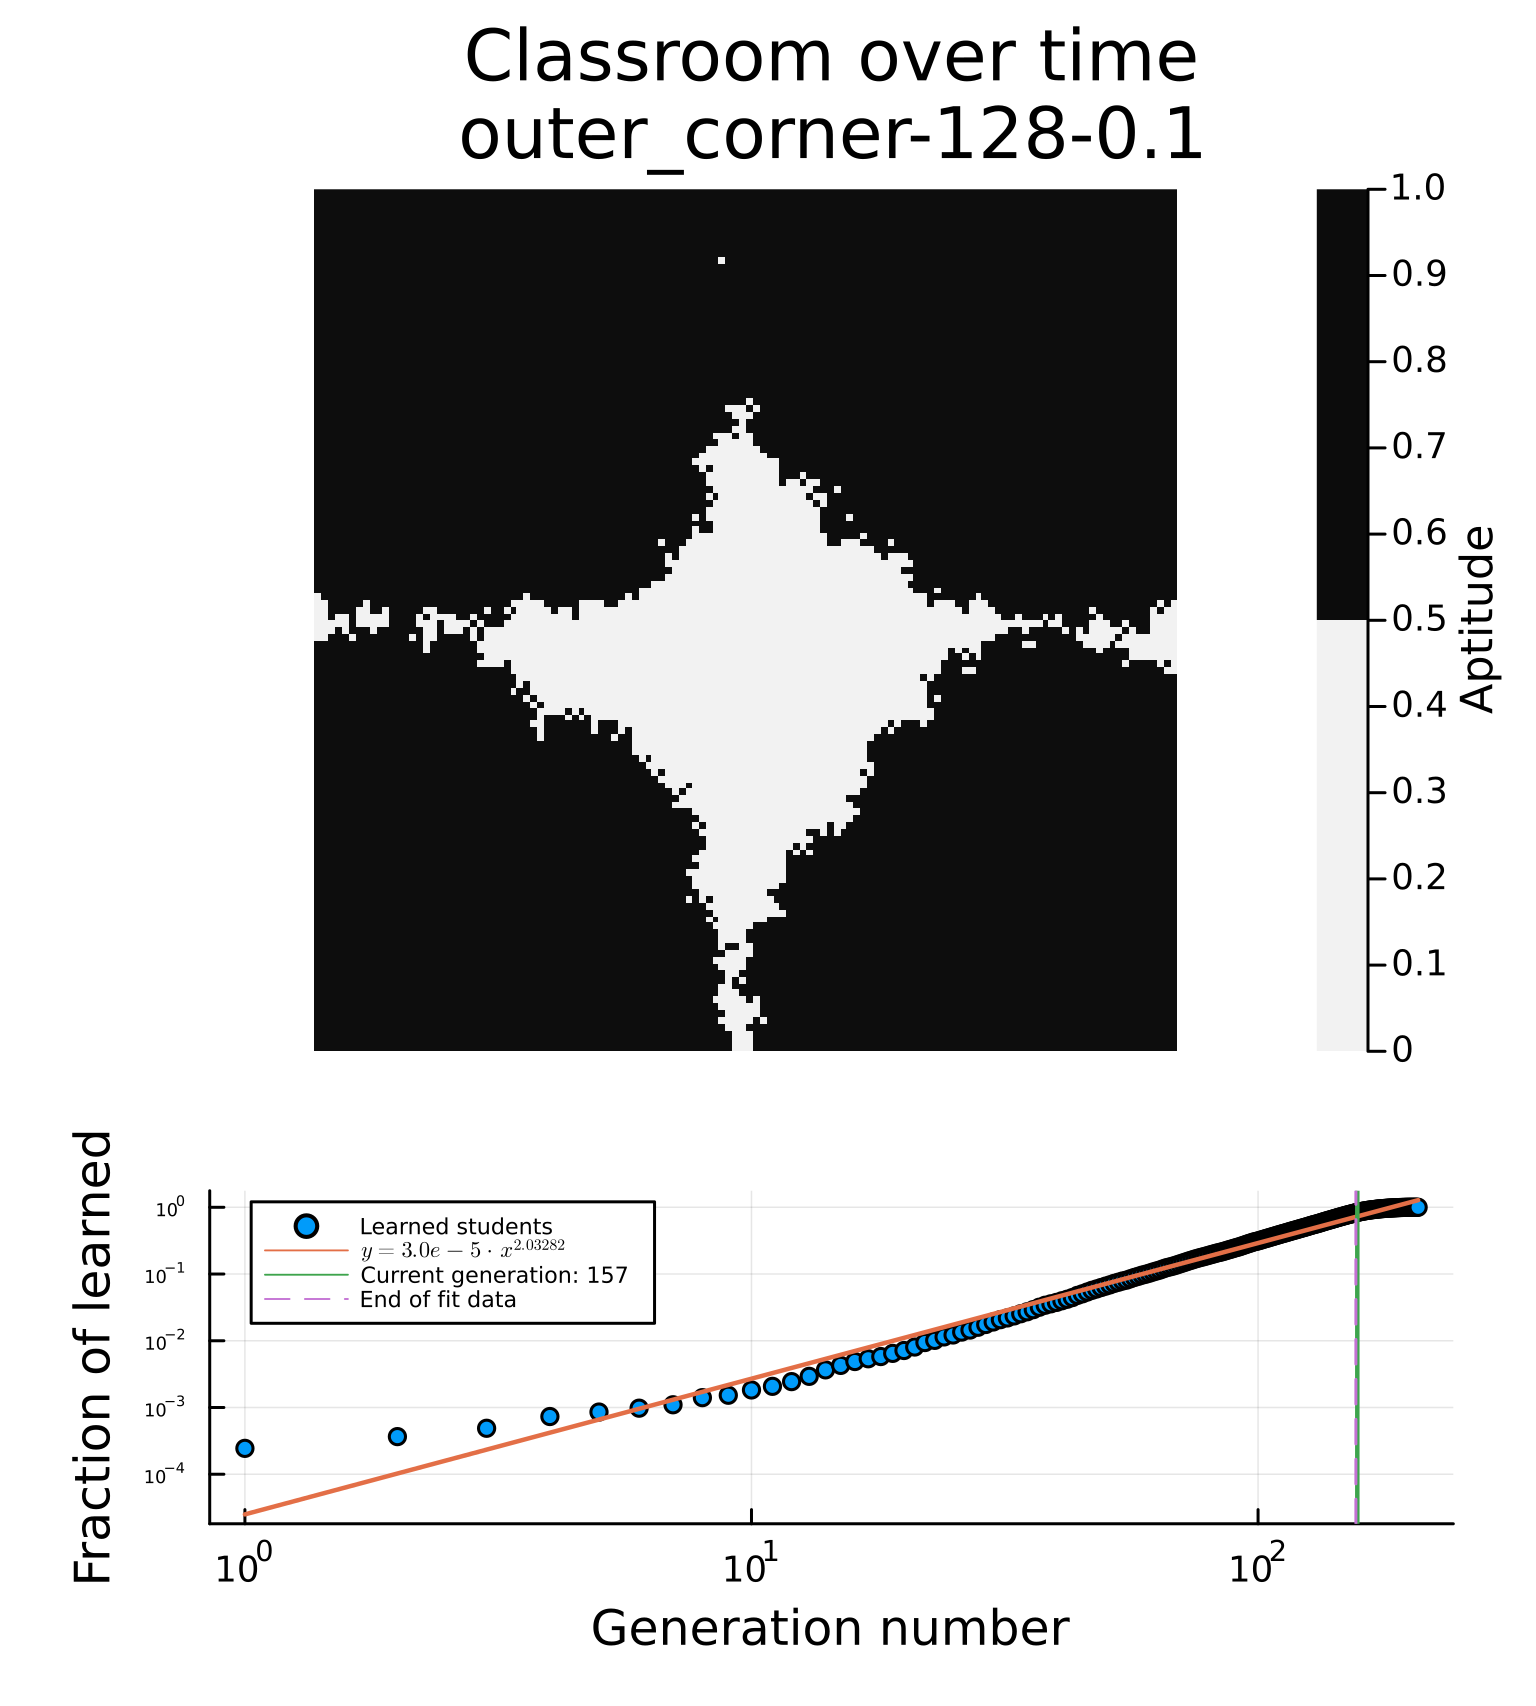 Classroom over time
outer_corner-128-0.1
1.0
0.9
0.8
0.7
0.6
0.5
0.4
0.3
0.2
0.1
0
Aptitude
Fraction of learned
10^0
10^-1
10^-2
10^-3
10^-4
Learned students
y = 3.0e − 5 · x^2.03282
Current generation: 157
End of fit data
10^0
10^1
10^2
Generation number